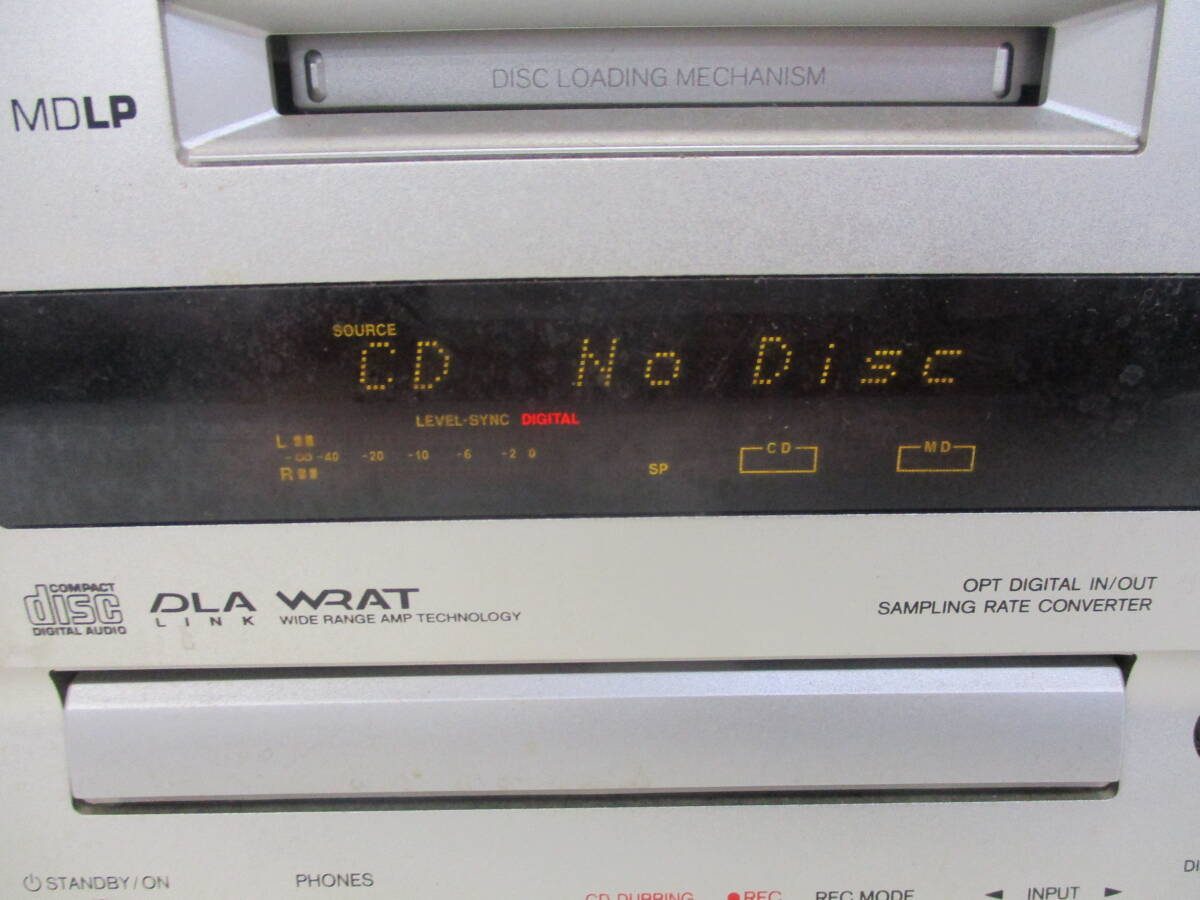 DISC LOADING MECHANISM
MDLP
SOURCE
CD No Disc
LEVEL-SYNC DIGITAL
L
-∞ -40 -20 -10 -6 -2 0
R
SP
CD
MD
COMPACT
disc
DIGITAL AUDIO
DLA
LINK
WRAT
WIDE RANGE AMP TECHNOLOGY
OPT DIGITAL IN/OUT
SAMPLING RATE CONVERTER
STANDBY/ON
PHONES
CD DUBBING
REC
REC MODE
INPUT